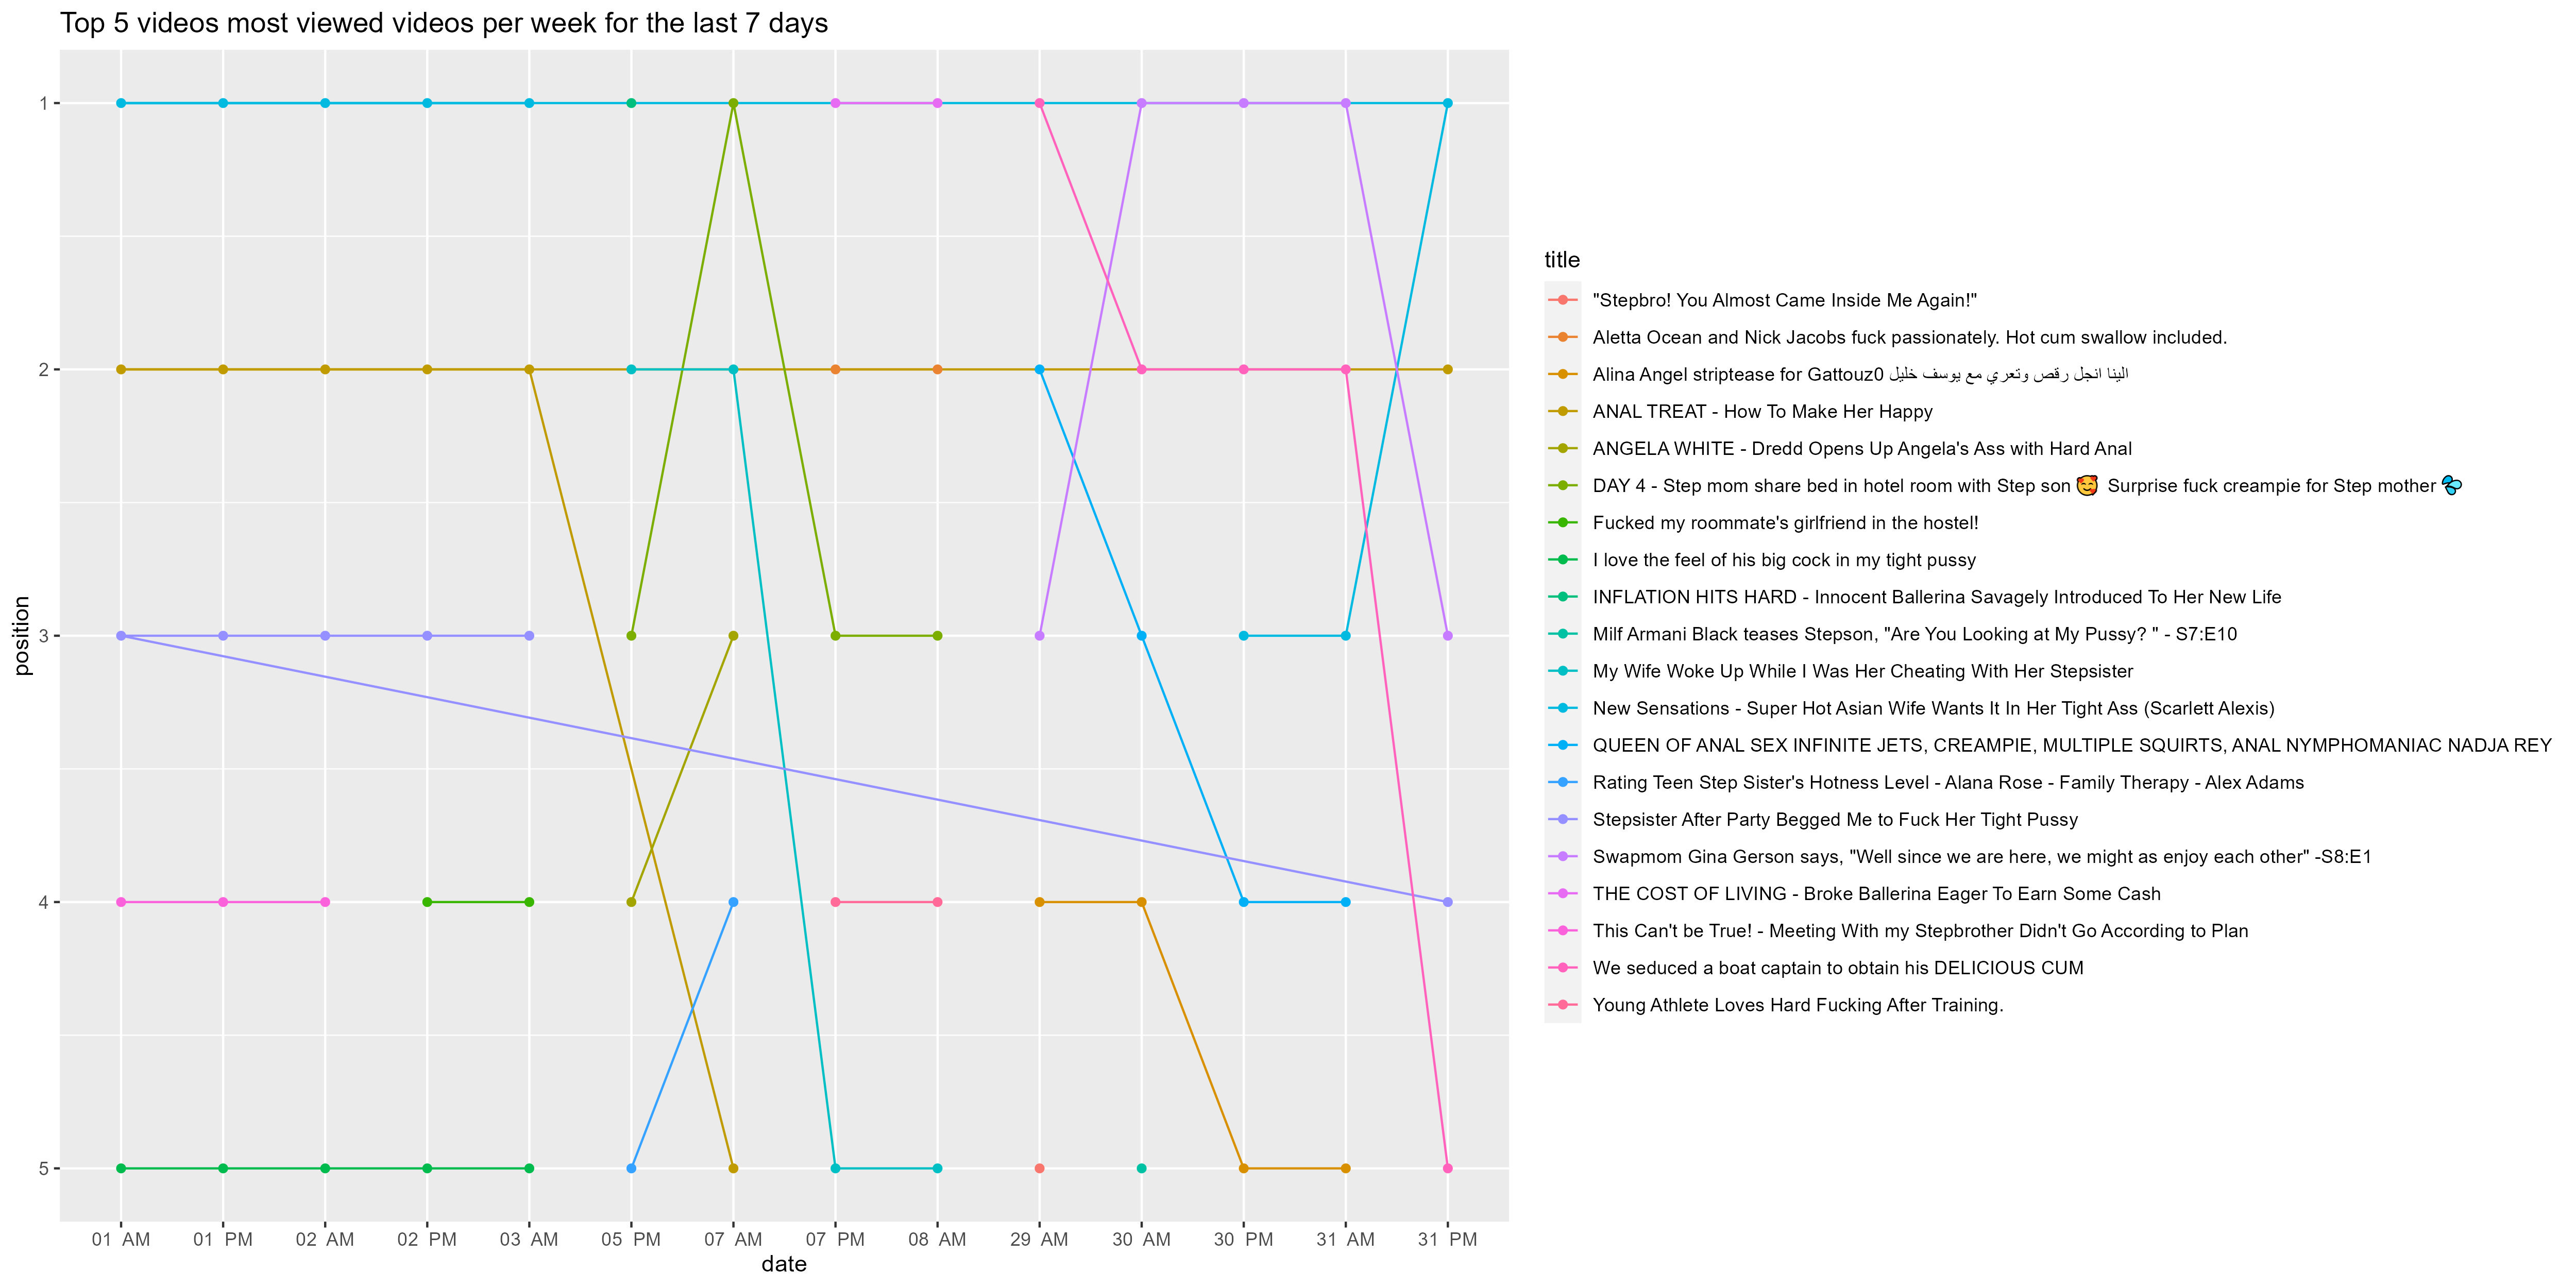 Top 5 videos most viewed videos per week for the last 7 days
position
1
2
3
4
5
01 AM
01 PM
02 AM
02 PM
03 AM
05 PM
07 AM
07 PM
08 AM
29 AM
30 AM
30 PM
31 AM
31 PM
date
title
"Stepbro! You Almost Came Inside Me Again!"
Aletta Ocean and Nick Jacobs fuck passionately. Hot cum swallow included.
Alina Angel striptease for Gattouz0 الينا انجل رقص وتعري مع يوسف خليل
ANAL TREAT - How To Make Her Happy
ANGELA WHITE - Dredd Opens Up Angela's Ass with Hard Anal
DAY 4 - Step mom share bed in hotel room with Step son 🥰 Surprise fuck creampie for Step mother 💦
Fucked my roommate's girlfriend in the hostel!
I love the feel of his big cock in my tight pussy
INFLATION HITS HARD - Innocent Ballerina Savagely Introduced To Her New Life
Milf Armani Black teases Stepson, "Are You Looking at My Pussy? " - S7:E10
My Wife Woke Up While I Was Her Cheating With Her Stepsister
New Sensations - Super Hot Asian Wife Wants It In Her Tight Ass (Scarlett Alexis)
QUEEN OF ANAL SEX INFINITE JETS, CREAMPIE, MULTIPLE SQUIRTS, ANAL NYMPHOMANIAC NADJA REY
Rating Teen Step Sister's Hotness Level - Alana Rose - Family Therapy - Alex Adams
Stepsister After Party Begged Me to Fuck Her Tight Pussy
Swapmom Gina Gerson says, "Well since we are here, we might as enjoy each other" -S8:E1
THE COST OF LIVING - Broke Ballerina Eager To Earn Some Cash
This Can't be True! - Meeting With my Stepbrother Didn't Go According to Plan
We seduced a boat captain to obtain his DELICIOUS CUM
Young Athlete Loves Hard Fucking After Training.